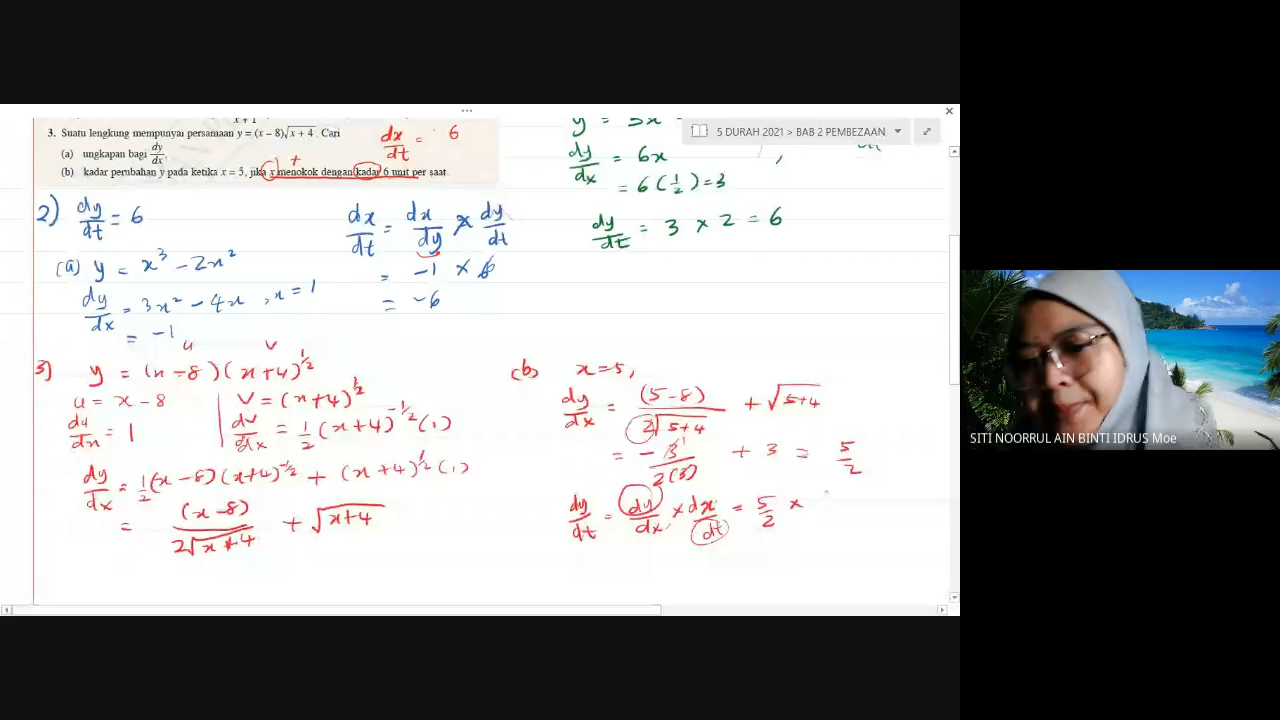 x + 1
3. Suatu lengkung mempunyai persamaan y = (x – 8)√(x + 4) . Cari
(a) ungkapan bagi dy/dx,
(b) kadar perubahan y pada ketika x = 5, jika x menokok dengan kadar 6 unit per saat.
dx/dt = 6
+
5 DURAH 2021 > BAB 2 PEMBEZAAN
dy/dx = 6x
= 6(1/2) = 3
dy/dt = 3 × 2 = 6
2) dy/dt = 6
(a) y = x³ - 2x²
dy/dx = 3x² - 4x , x = 1
= -1
dx/dt = dx/dy × dy/dt
= -1 × 6
= -6
u v
3) y = (x - 8)(x + 4)^½
u = x - 8
du/dx = 1
v = (x + 4)^½
dv/dx = ½(x + 4)^-½ (1)
dy/dx = ½(x - 8)(x + 4)^-½ + (x + 4)^½ (1)
= (x - 8)/2√(x + 4) + √(x + 4)
(b) x = 5,
dy/dx = (5 - 8)/2√(5 + 4) + √(5 + 4)
= - 3/2(3) + 3 = 5/2
dy/dt = dy/dx × dx/dt = 5/2 ×
SITI NOORRUL AIN BINTI IDRUS Moe